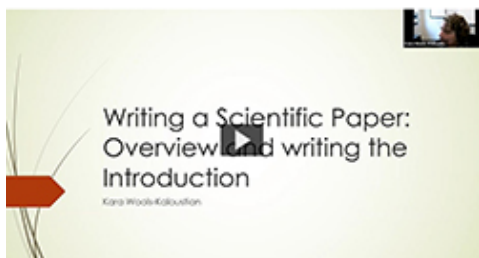 Writing a Scientific Paper:
Overview and writing the
Introduction
Kara Wools-Kaloustian